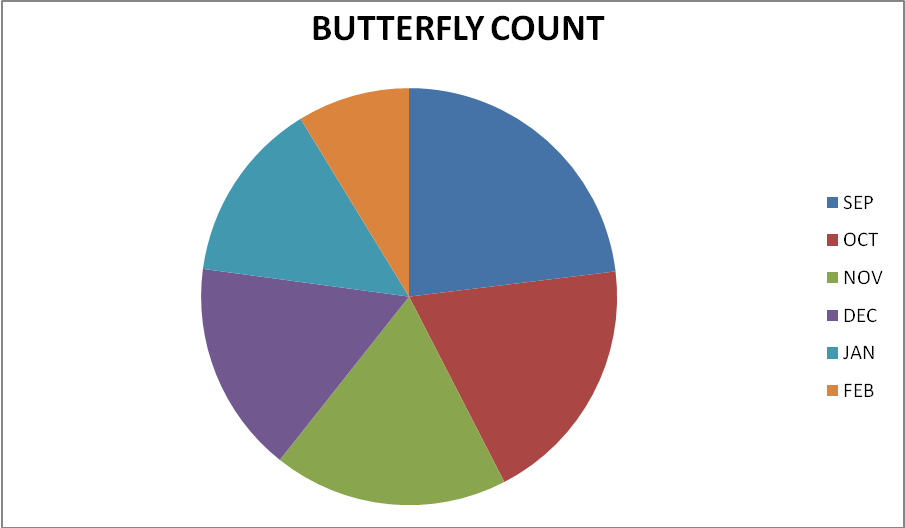 BUTTERFLY COUNT
SEP
OCT
NOV
DEC
JAN
FEB